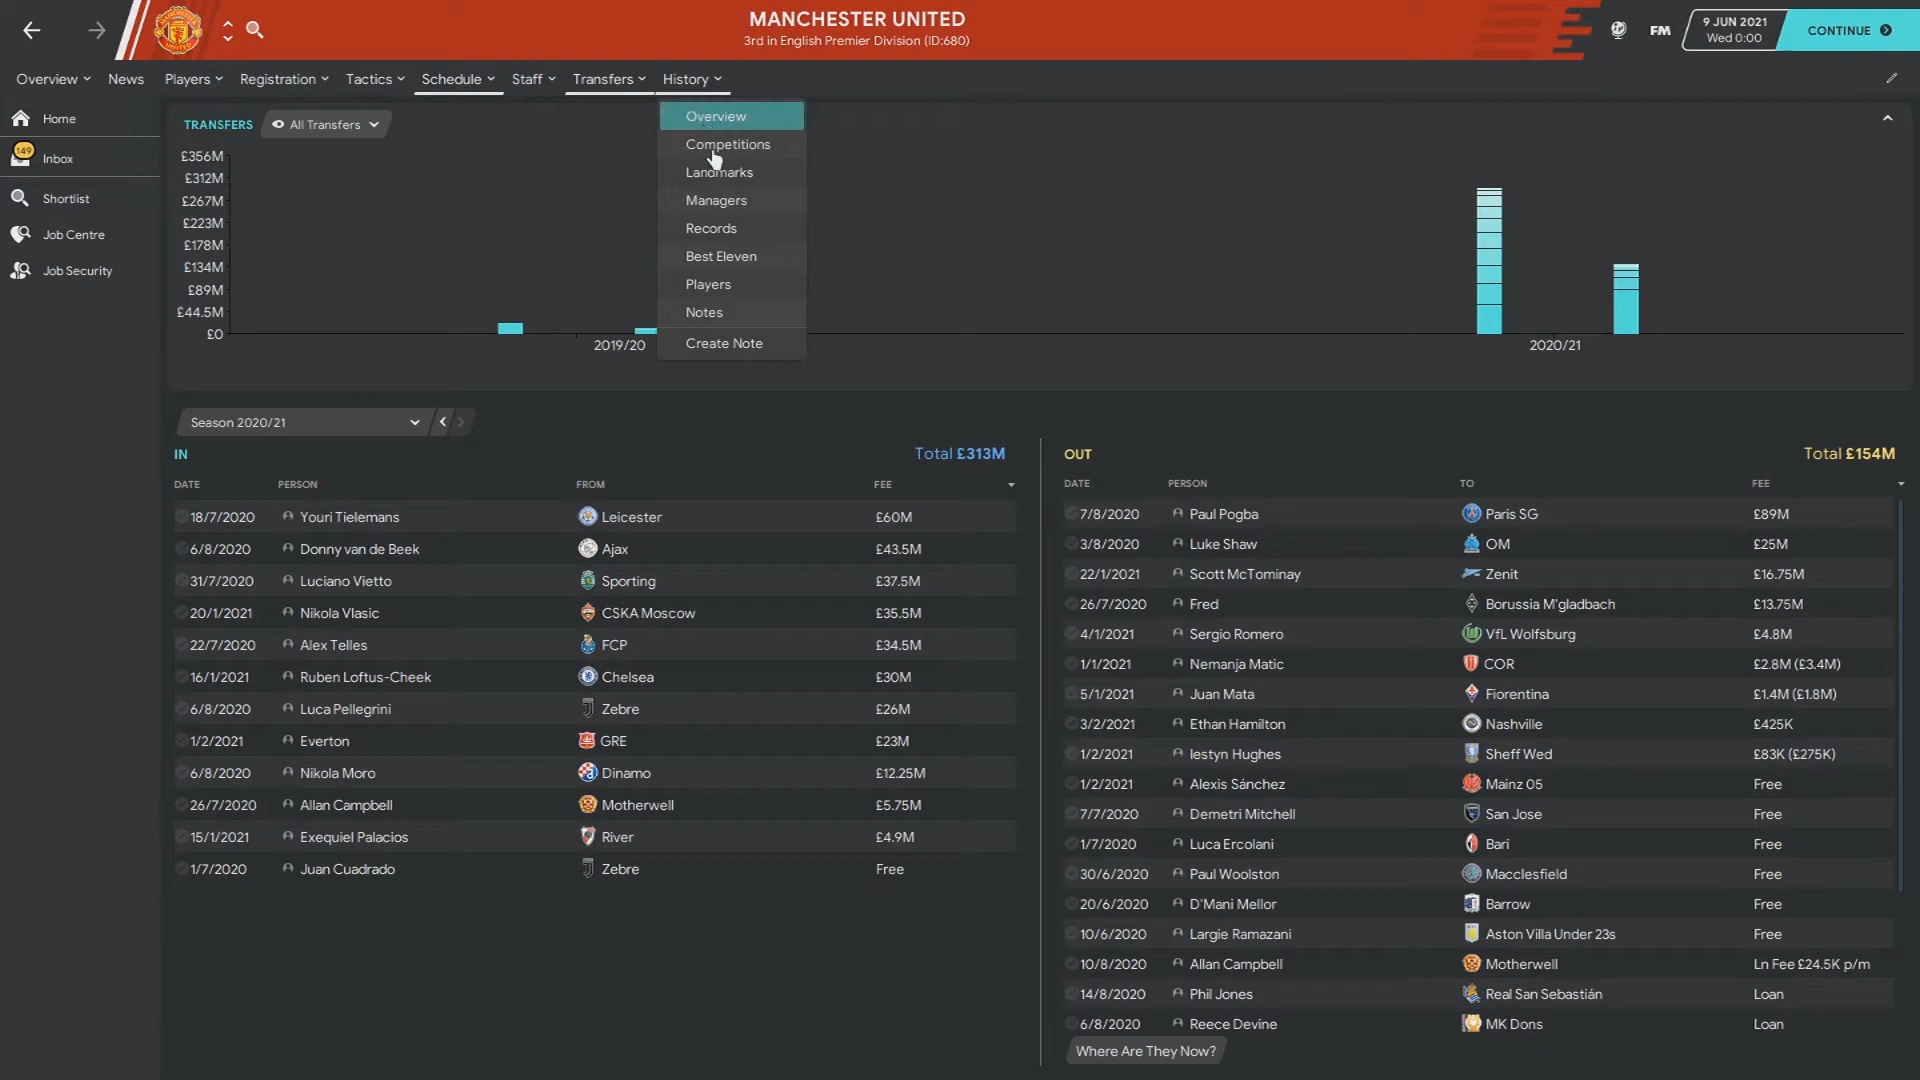 MANCHESTER UNITED
3rd in English Premier Division (ID:680)
FM
9 JUN 2021
Wed 0:00
CONTINUE
Overview News Players Registration Tactics Schedule Staff Transfers History
Home
149
Inbox
Shortlist
Job Centre
Job Security
TRANSFERS All Transfers
£356M
£312M
£267M
£223M
£178M
£134M
£89M
£44.5M
£0
2019/20 2020/21
Overview
Competitions
Landmarks
Managers
Records
Best Eleven
Players
Notes
Create Note
Season 2020/21
IN Total £313M
DATE PERSON FROM FEE
18/7/2020 Youri Tielemans Leicester £60M
6/8/2020 Donny van de Beek Ajax £43.5M
31/7/2020 Luciano Vietto Sporting £37.5M
20/1/2021 Nikola Vlasic CSKA Moscow £35.5M
22/7/2020 Alex Telles FCP £34.5M
16/1/2021 Ruben Loftus-Cheek Chelsea £30M
6/8/2020 Luca Pellegrini Zebre £26M
1/2/2021 Everton GRE £23M
6/8/2020 Nikola Moro Dinamo £12.25M
26/7/2020 Allan Campbell Motherwell £5.75M
15/1/2021 Exequiel Palacios River £4.9M
1/7/2020 Juan Cuadrado Zebre Free
OUT Total £154M
DATE PERSON TO FEE
7/8/2020 Paul Pogba Paris SG £89M
3/8/2020 Luke Shaw OM £25M
22/1/2021 Scott McTominay Zenit £16.75M
26/7/2020 Fred Borussia M'gladbach £13.75M
4/1/2021 Sergio Romero VfL Wolfsburg £4.8M
1/1/2021 Nemanja Matic COR £2.8M (£3.4M)
5/1/2021 Juan Mata Fiorentina £1.4M (£1.8M)
3/2/2021 Ethan Hamilton Nashville £425K
1/2/2021 Iestyn Hughes Sheff Wed £83K (£275K)
1/2/2021 Alexis Sánchez Mainz 05 Free
7/7/2020 Demetri Mitchell San Jose Free
1/7/2020 Luca Ercolani Bari Free
30/6/2020 Paul Woolston Macclesfield Free
20/6/2020 D'Mani Mellor Barrow Free
10/6/2020 Largie Ramazani Aston Villa Under 23s Free
10/8/2020 Allan Campbell Motherwell Ln Fee £24.5K p/m
14/8/2020 Phil Jones Real San Sebastián Loan
6/8/2020 Reece Devine MK Dons Loan
Where Are They Now?